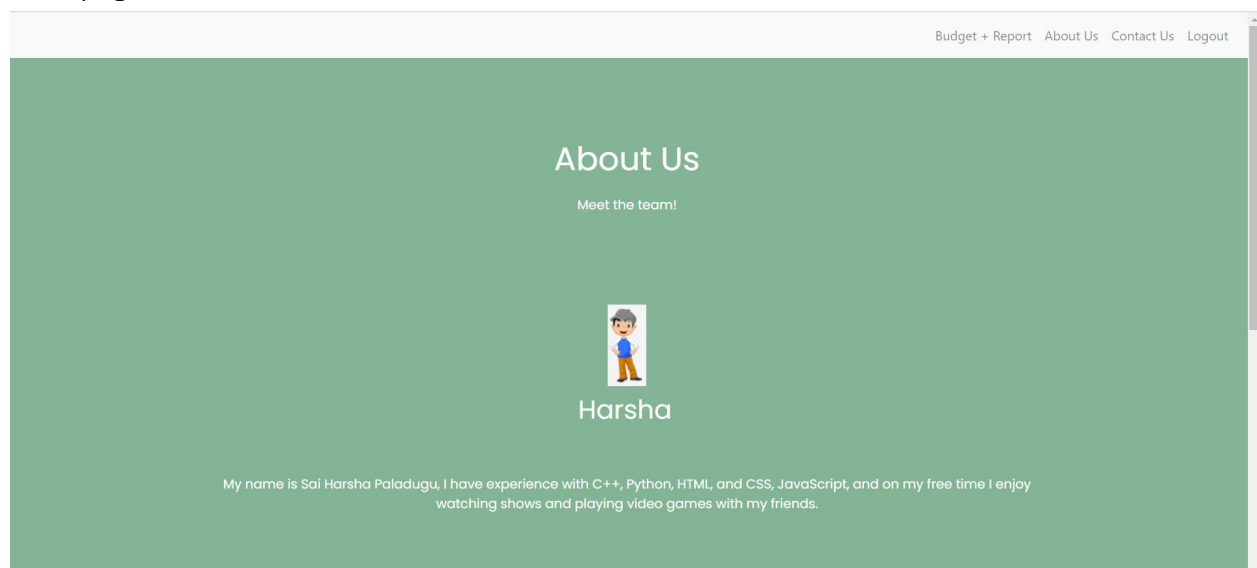 Budget + Report About Us Contact Us Logout
About Us
Meet the team!
Harsha
My name is Sai Harsha Paladugu, I have experience with C++, Python, HTML, and CSS, JavaScript, and on my free time I enjoy
watching shows and playing video games with my friends.